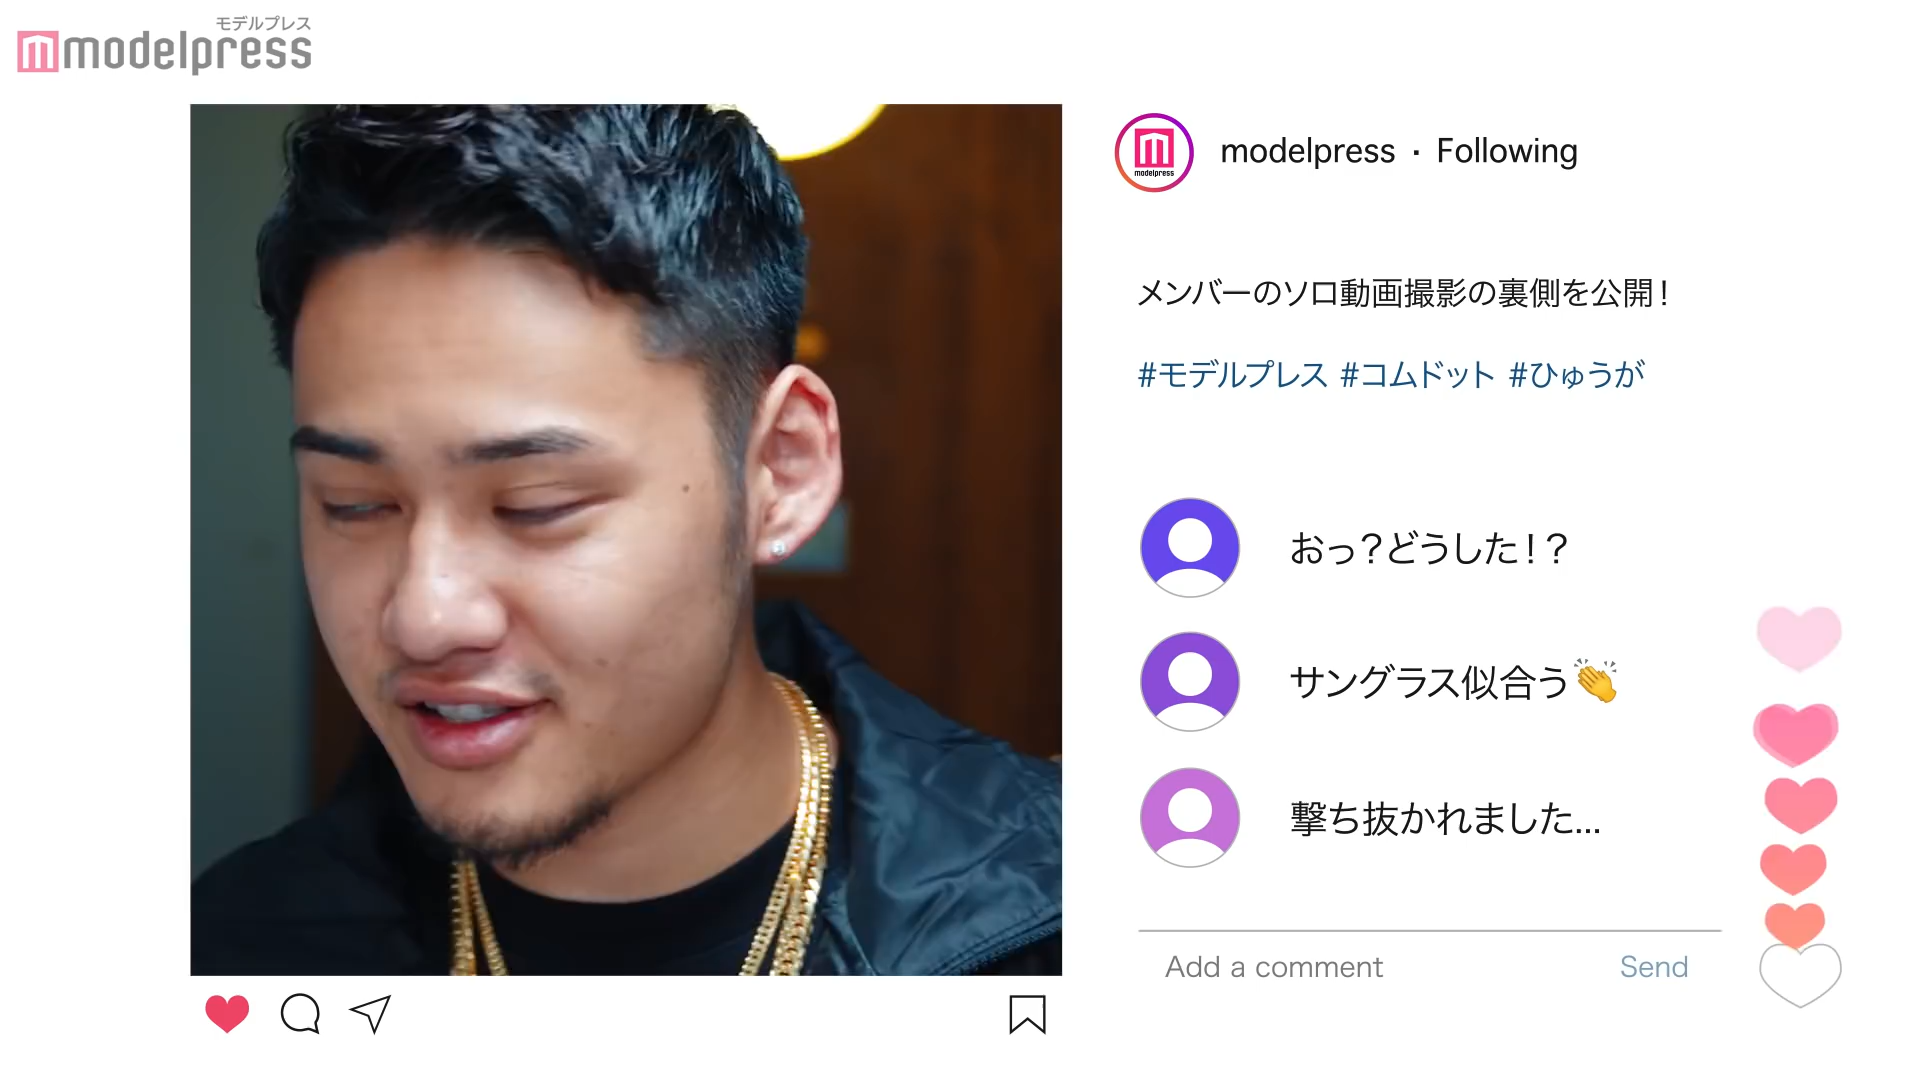 モデルプレス
modelpress
modelpress
modelpress · Following
メンバーのソロ動画撮影の裏側を公開！
#モデルプレス #コムドット #ひゅうが
おっ？どうした！？
サングラス似合う👏
撃ち抜かれました...
Add a comment
Send